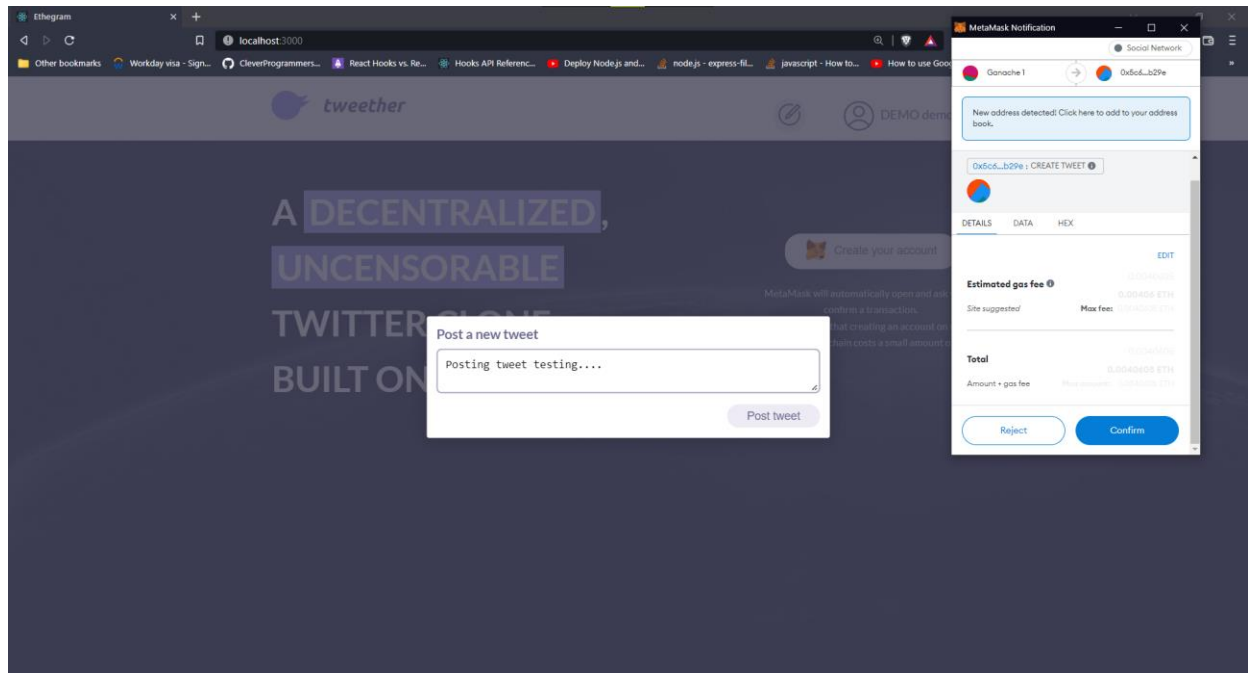 Ethegram
localhost:3000
Other bookmarks
Workday visa - Sign...
CleverProgrammers...
React Hooks vs. Re...
Hooks API Referenc...
Deploy Node.js and...
node.js - express-fil...
javascript - How to...
How to use Goo
tweether
DEMO demo
A DECENTRALIZED,
UNCENSORABLE
TWITTER CLONE
BUILT ON
Create your account
MetaMask will automatically open and ask
confirm a transaction.
that creating an account on
chain costs a small amount
Post a new tweet
Posting tweet testing....
Post tweet
MetaMask Notification
Social Network
Ganache 1
0x5c6...b29e
New address detected! Click here to add to your address
book.
0x5c6...b29e : CREATE TWEET
DETAILS DATA HEX
EDIT
Estimated gas fee
0.00406 ETH
Site suggested
Max fee:
Total
0.0040605 ETH
Amount + gas fee
Reject
Confirm